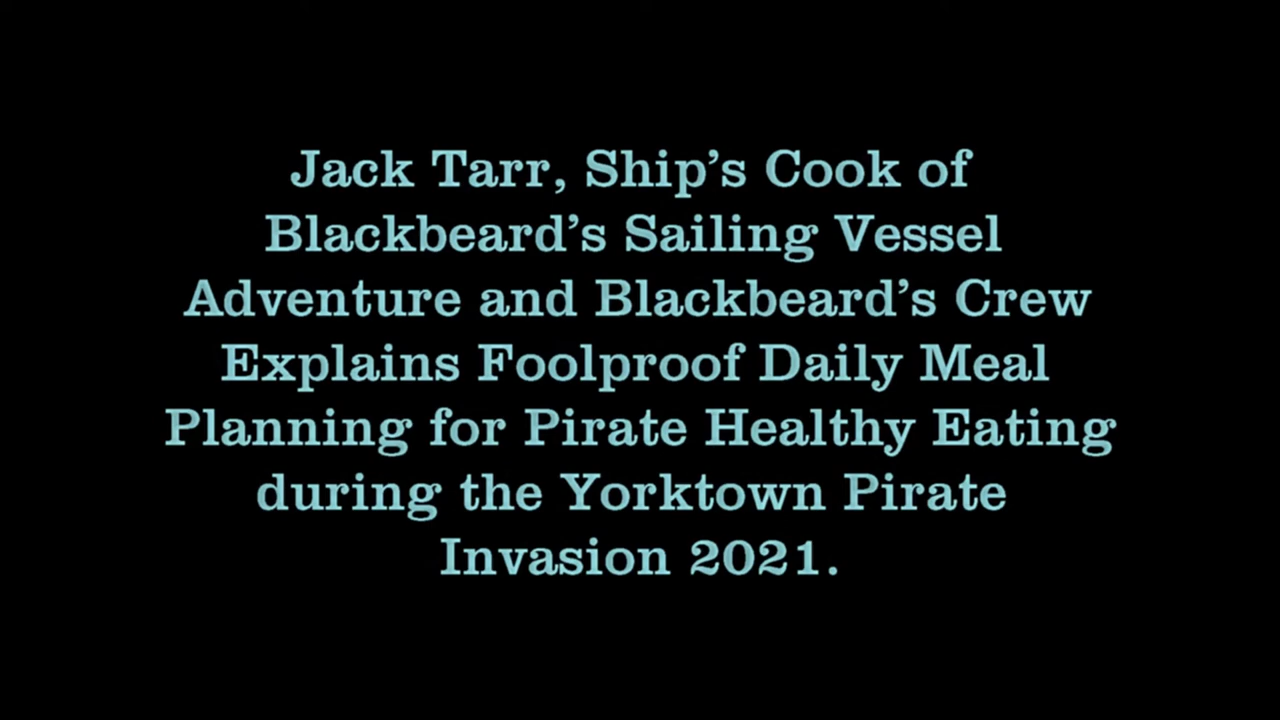 Jack Tarr, Ship’s Cook of
Blackbeard’s Sailing Vessel
Adventure and Blackbeard’s Crew
Explains Foolproof Daily Meal
Planning for Pirate Healthy Eating
during the Yorktown Pirate
Invasion 2021.